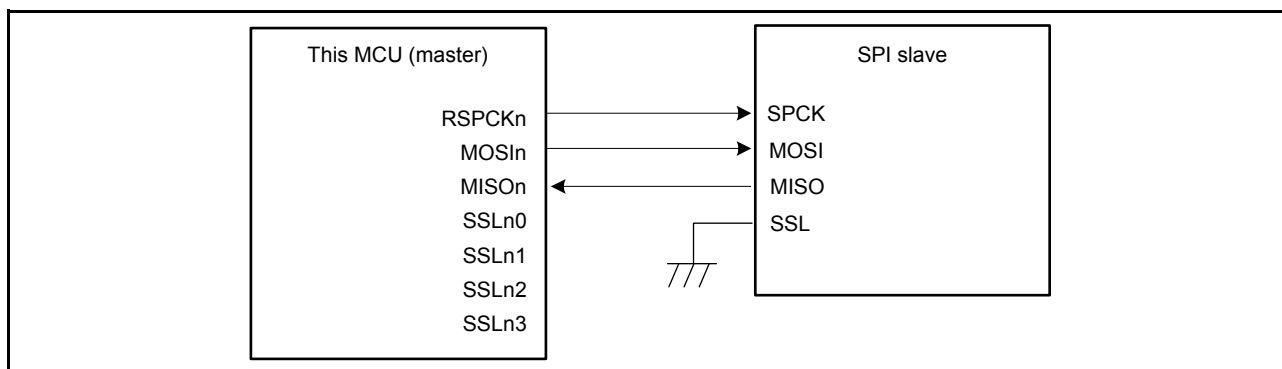 This MCU (master)
SPI slave
RSPCKn
SPCK
MOSIn
MOSI
MISOn
MISO
SSLn0
SSL
SSLn1
SSLn2
SSLn3